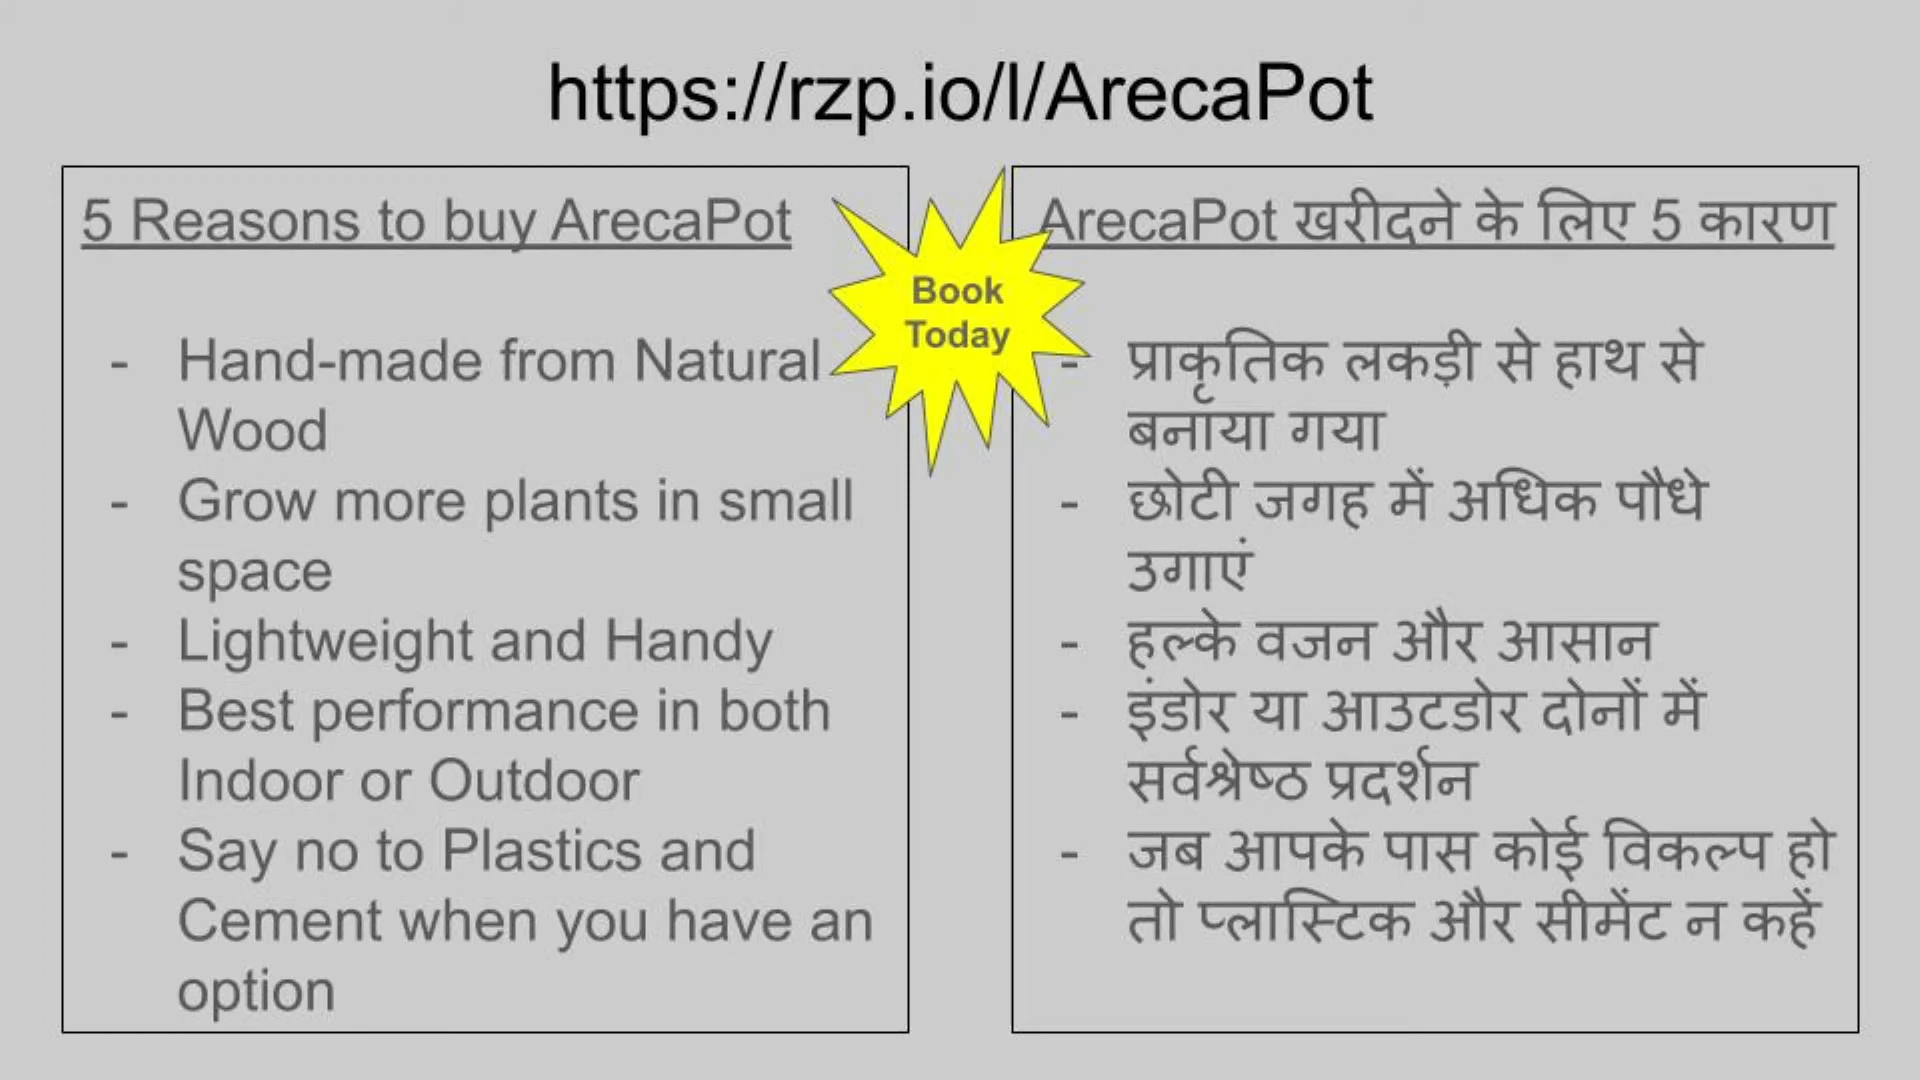 https://rzp.io/l/ArecaPot
5 Reasons to buy ArecaPot
- Hand-made from Natural
Wood
- Grow more plants in small
space
- Lightweight and Handy
- Best performance in both
Indoor or Outdoor
- Say no to Plastics and
Cement when you have an
option
Book
Today
ArecaPot खरीदने के लिए 5 कारण
- प्राकृतिक लकड़ी से हाथ से
बनाया गया
- छोटी जगह में अधिक पौधे
उगाएं
- हल्के वजन और आसान
- इंडोर या आउटडोर दोनों में
सर्वश्रेष्ठ प्रदर्शन
- जब आपके पास कोई विकल्प हो
तो प्लास्टिक और सीमेंट न कहें